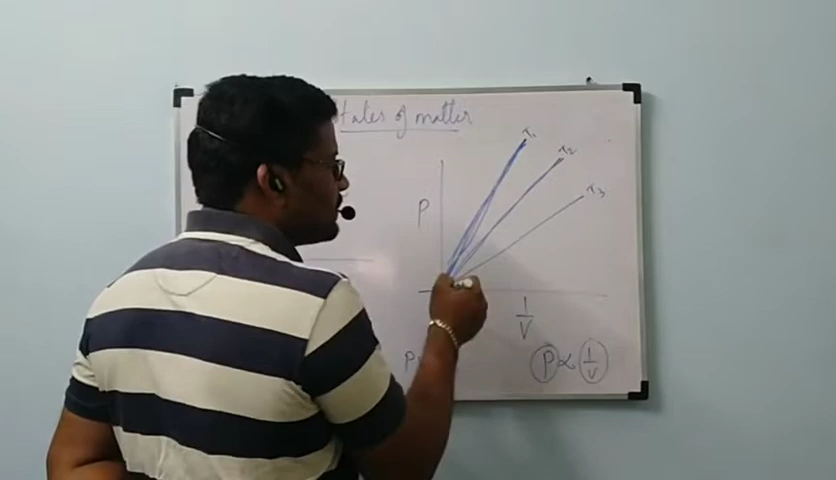 tates of matter
T₁
T₂
T₃
P
1
V
P
P ∝ 1/V